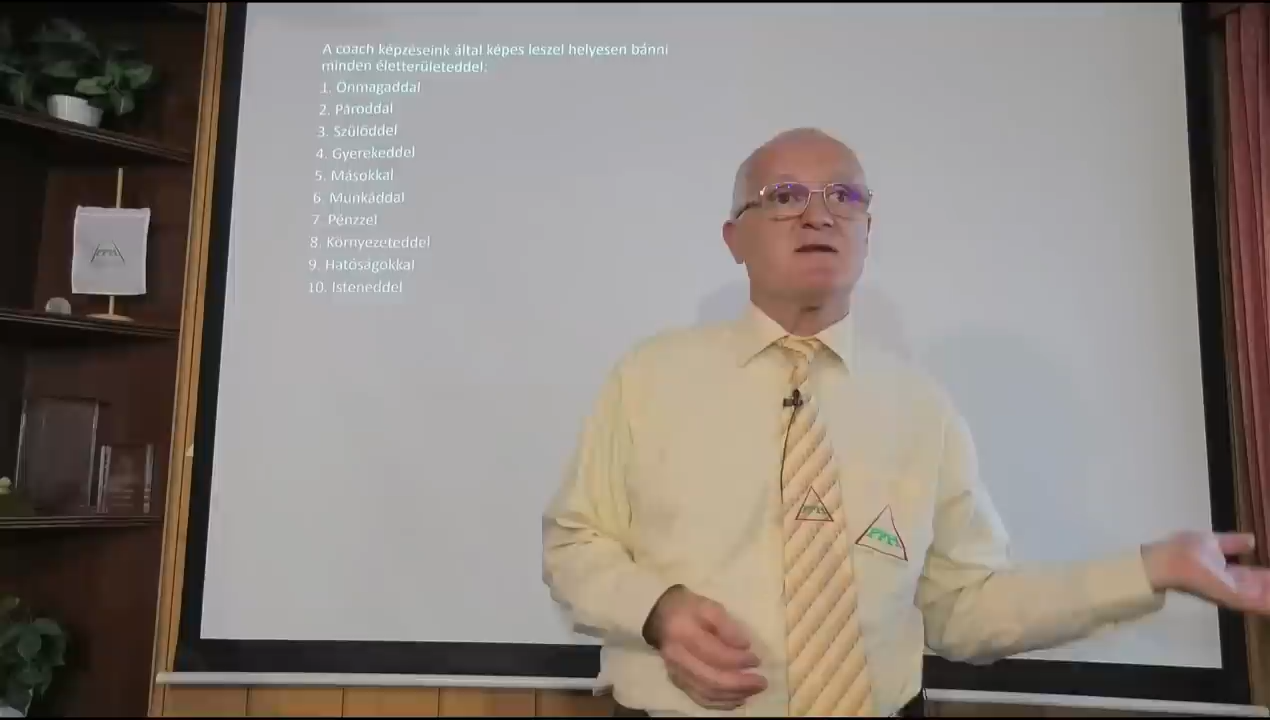 A coach képzéseink által képes leszel helyesen bánni
minden életterületeddel:
1. Önmagaddal
2. Pároddal
3. Szülőddel
4. Gyerekeddel
5. Másokkal
6. Munkáddal
7. Pénzzel
8. Környezeteddel
9. Hatóságokkal
10. Isteneddel